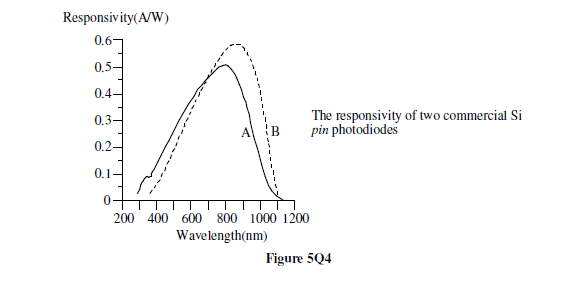 Responsivity(A/W)
0.6
0.5
0.4
0.3
0.2
0.1
0
A
B
200 400 600 800 1000 1200
Wavelength(nm)
The responsivity of two commercial Si
pin photodiodes
Figure 5Q4